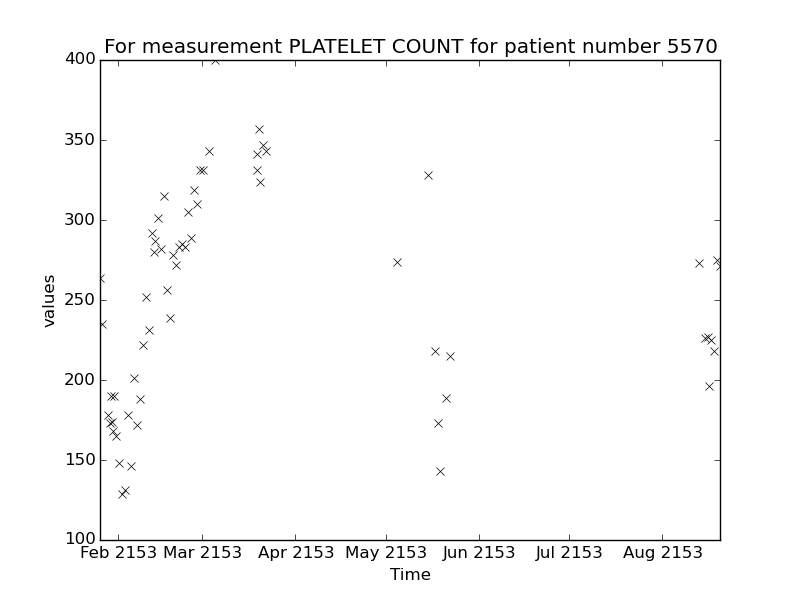 For measurement PLATELET COUNT for patient number 5570
400
350
300
250
200
150
100
values
Feb 2153 Mar 2153 Apr 2153 May 2153 Jun 2153 Jul 2153 Aug 2153
Time